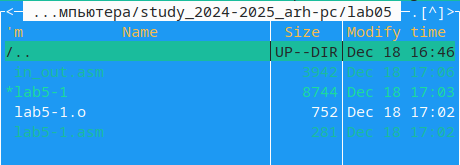 <— ...мпьютера/study_2024-2025_arh-pc/lab05 —.[^]>
'м Name Size Modify time
/.. UP--DIR Dec 18 16:46
in_out.asm 3942 Dec 18 17:06
*lab5-1 8744 Dec 18 17:03
lab5-1.o 752 Dec 18 17:02
lab5-1.asm 281 Dec 18 17:02